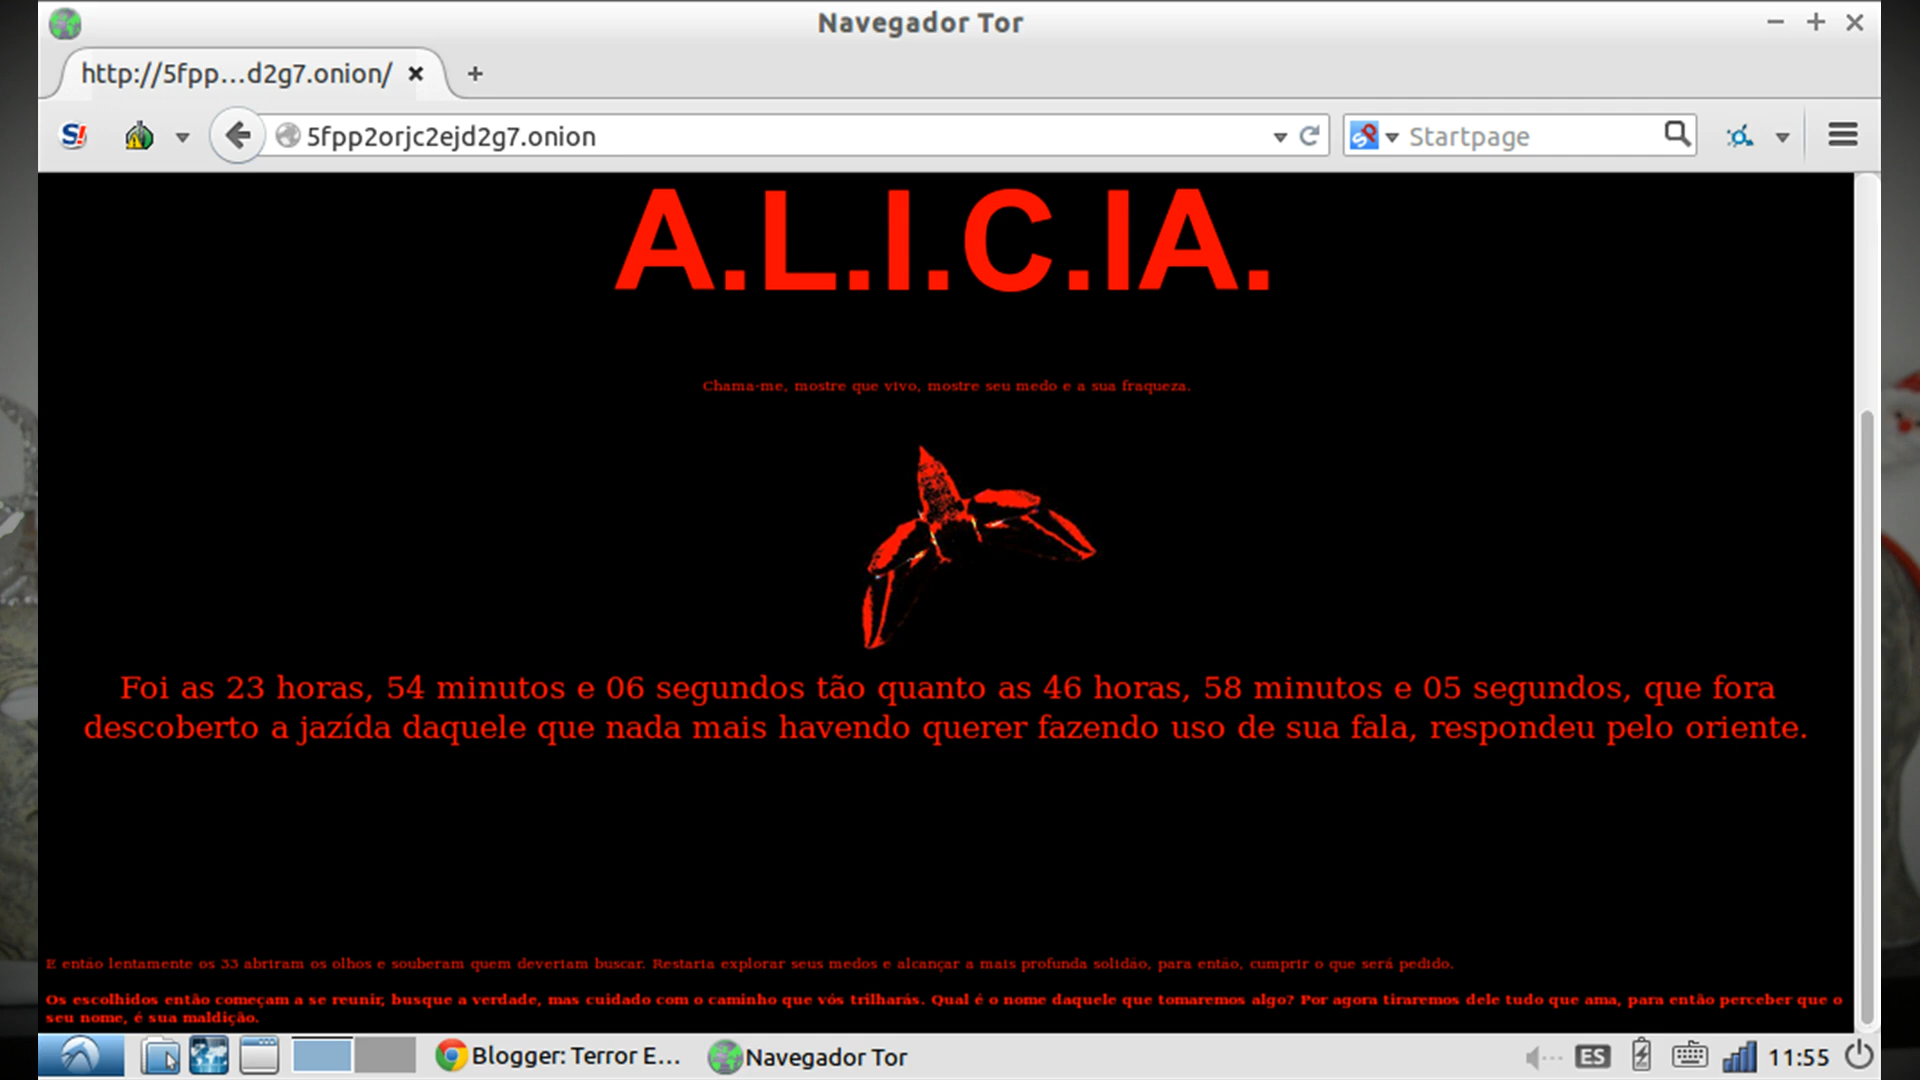 Navegador Tor
http://5fpp...d2g7.onion/
S!
5fpp2orjc2ejd2g7.onion
Startpage
A.L.I.C.IA.
Chama-me, mostre que vivo, mostre seu medo e a sua fraqueza.
Foi as 23 horas, 54 minutos e 06 segundos tão quanto as 46 horas, 58 minutos e 05 segundos, que fora
descoberto a jazída daquele que nada mais havendo querer fazendo uso de sua fala, respondeu pelo oriente.
E então lentamente os 33 abriram os olhos e souberam quem deveriam buscar. Restaria explorar seus medos e alcançar a mais profunda solidão, para então, cumprir o que será pedido.
Os escolhidos então começam a se reunir, busque a verdade, mas cuidado com o caminho que vós trilharás. Qual é o nome daquele que tomaremos algo? Por agora tiraremos dele tudo que ama, para então perceber que o
seu nome, é sua maldição.
Blogger: Terror E...
Navegador Tor
ES
11:55